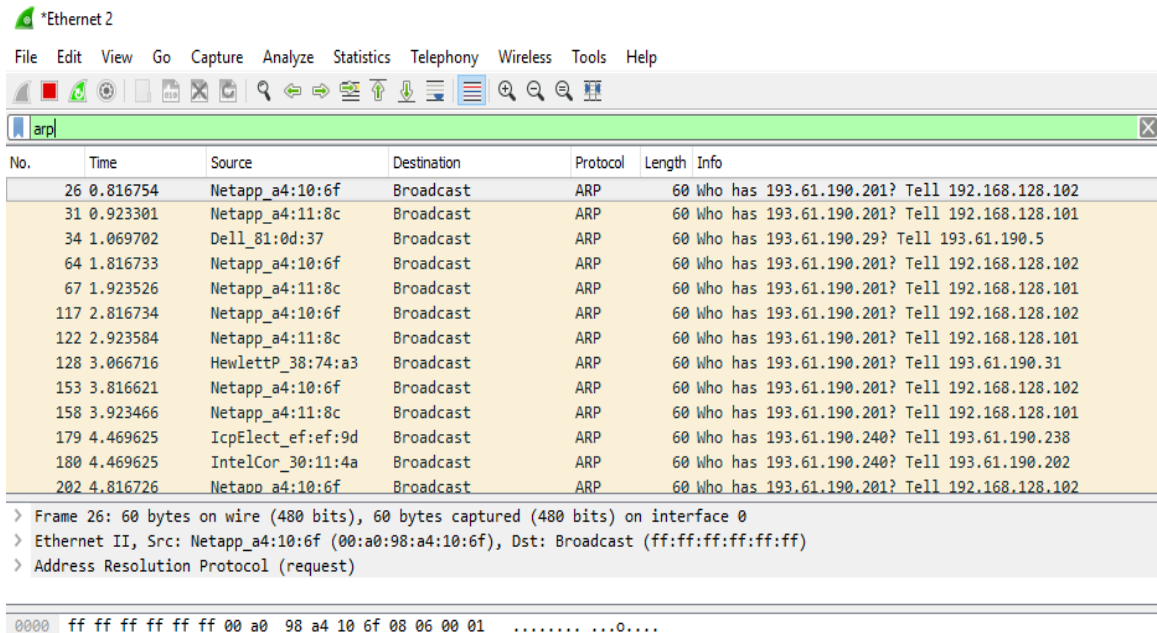 *Ethernet 2
File Edit View Go Capture Analyze Statistics Telephony Wireless Tools Help
arp
No. Time Source Destination Protocol Length Info
26 0.816754 Netapp_a4:10:6f Broadcast ARP 60 Who has 193.61.190.201? Tell 192.168.128.102
31 0.923301 Netapp_a4:11:8c Broadcast ARP 60 Who has 193.61.190.201? Tell 192.168.128.101
34 1.069702 Dell_81:0d:37 Broadcast ARP 60 Who has 193.61.190.29? Tell 193.61.190.5
64 1.816733 Netapp_a4:10:6f Broadcast ARP 60 Who has 193.61.190.201? Tell 192.168.128.102
67 1.923526 Netapp_a4:11:8c Broadcast ARP 60 Who has 193.61.190.201? Tell 192.168.128.101
117 2.816734 Netapp_a4:10:6f Broadcast ARP 60 Who has 193.61.190.201? Tell 192.168.128.102
122 2.923584 Netapp_a4:11:8c Broadcast ARP 60 Who has 193.61.190.201? Tell 192.168.128.101
128 3.066716 HewlettP_38:74:a3 Broadcast ARP 60 Who has 193.61.190.201? Tell 193.61.190.31
153 3.816621 Netapp_a4:10:6f Broadcast ARP 60 Who has 193.61.190.201? Tell 192.168.128.102
158 3.923466 Netapp_a4:11:8c Broadcast ARP 60 Who has 193.61.190.201? Tell 192.168.128.101
179 4.469625 IcpElect_ef:ef:9d Broadcast ARP 60 Who has 193.61.190.240? Tell 193.61.190.238
180 4.469625 IntelCor_30:11:4a Broadcast ARP 60 Who has 193.61.190.240? Tell 193.61.190.202
202 4.816726 Netapp_a4:10:6f Broadcast ARP 60 Who has 193.61.190.201? Tell 192.168.128.102
> Frame 26: 60 bytes on wire (480 bits), 60 bytes captured (480 bits) on interface 0
> Ethernet II, Src: Netapp_a4:10:6f (00:a0:98:a4:10:6f), Dst: Broadcast (ff:ff:ff:ff:ff:ff)
> Address Resolution Protocol (request)
0000 ff ff ff ff ff ff 00 a0 98 a4 10 6f 08 06 00 01 ........ ...o....